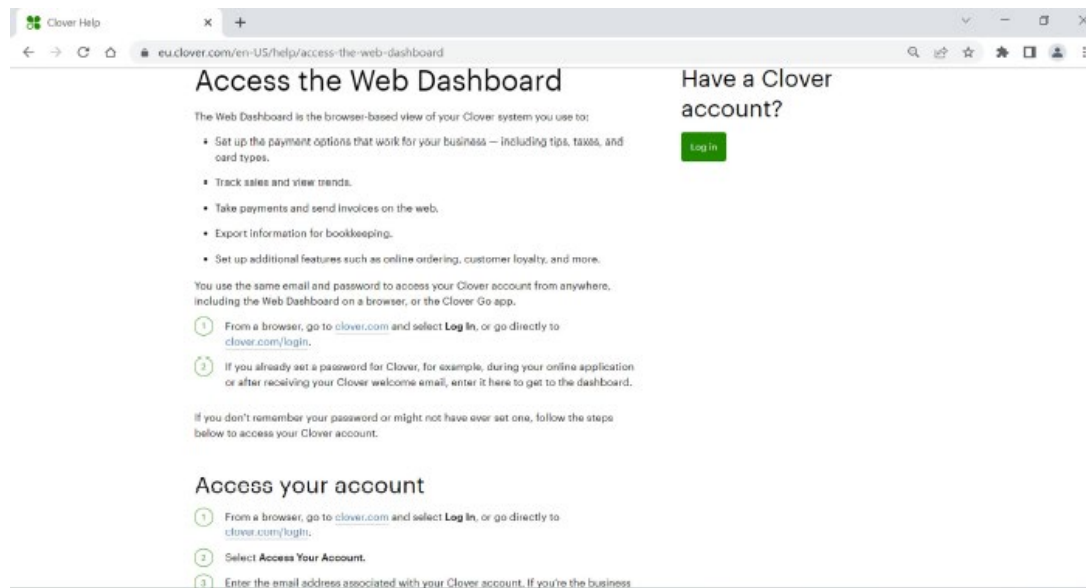 Clover Help
eu.clover.com/en-US/help/access-the-web-dashboard
Access the Web Dashboard
The Web Dashboard is the browser-based view of your Clover system you use to:
• Set up the payment options that work for your business — including tips, taxes, and
card types.
• Track sales and view trends.
• Take payments and send invoices on the web.
• Export information for bookkeeping.
• Set up additional features such as online ordering, customer loyalty, and more.
You use the same email and password to access your Clover account from anywhere,
including the Web Dashboard on a browser, or the Clover Go app.
1 From a browser, go to clover.com and select Log In, or go directly to
clover.com/login.
2 If you already set a password for Clover, for example, during your online application
or after receiving your Clover welcome email, enter it here to get to the dashboard.
If you don't remember your password or might not have ever set one, follow the steps
below to access your Clover account.
Access your account
1 From a browser, go to clover.com and select Log In, or go directly to
clover.com/login.
2 Select Access Your Account.
3 Enter the email address associated with your Clover account. If you're the business
Have a Clover
account?
Log in